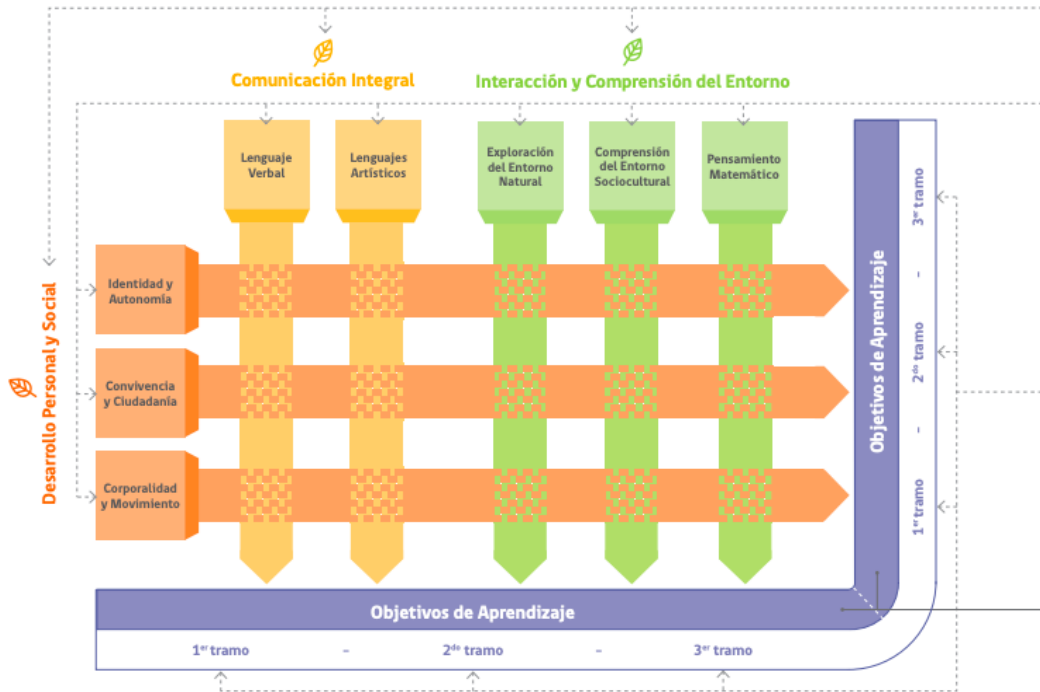 Comunicación Integral
Interacción y Comprensión del Entorno
Lenguaje
Verbal
Lenguajes
Artísticos
Exploración
del Entorno
Natural
Comprensión
del Entorno
Sociocultural
Pensamiento
Matemático
Desarrollo Personal y Social
Identidad y
Autonomía
Convivencia
y Ciudadanía
Corporalidad
y Movimiento
Objetivos de Aprendizaje
1er tramo - 2do tramo - 3er tramo
Objetivos de Aprendizaje
1er tramo - 2do tramo - 3er tramo